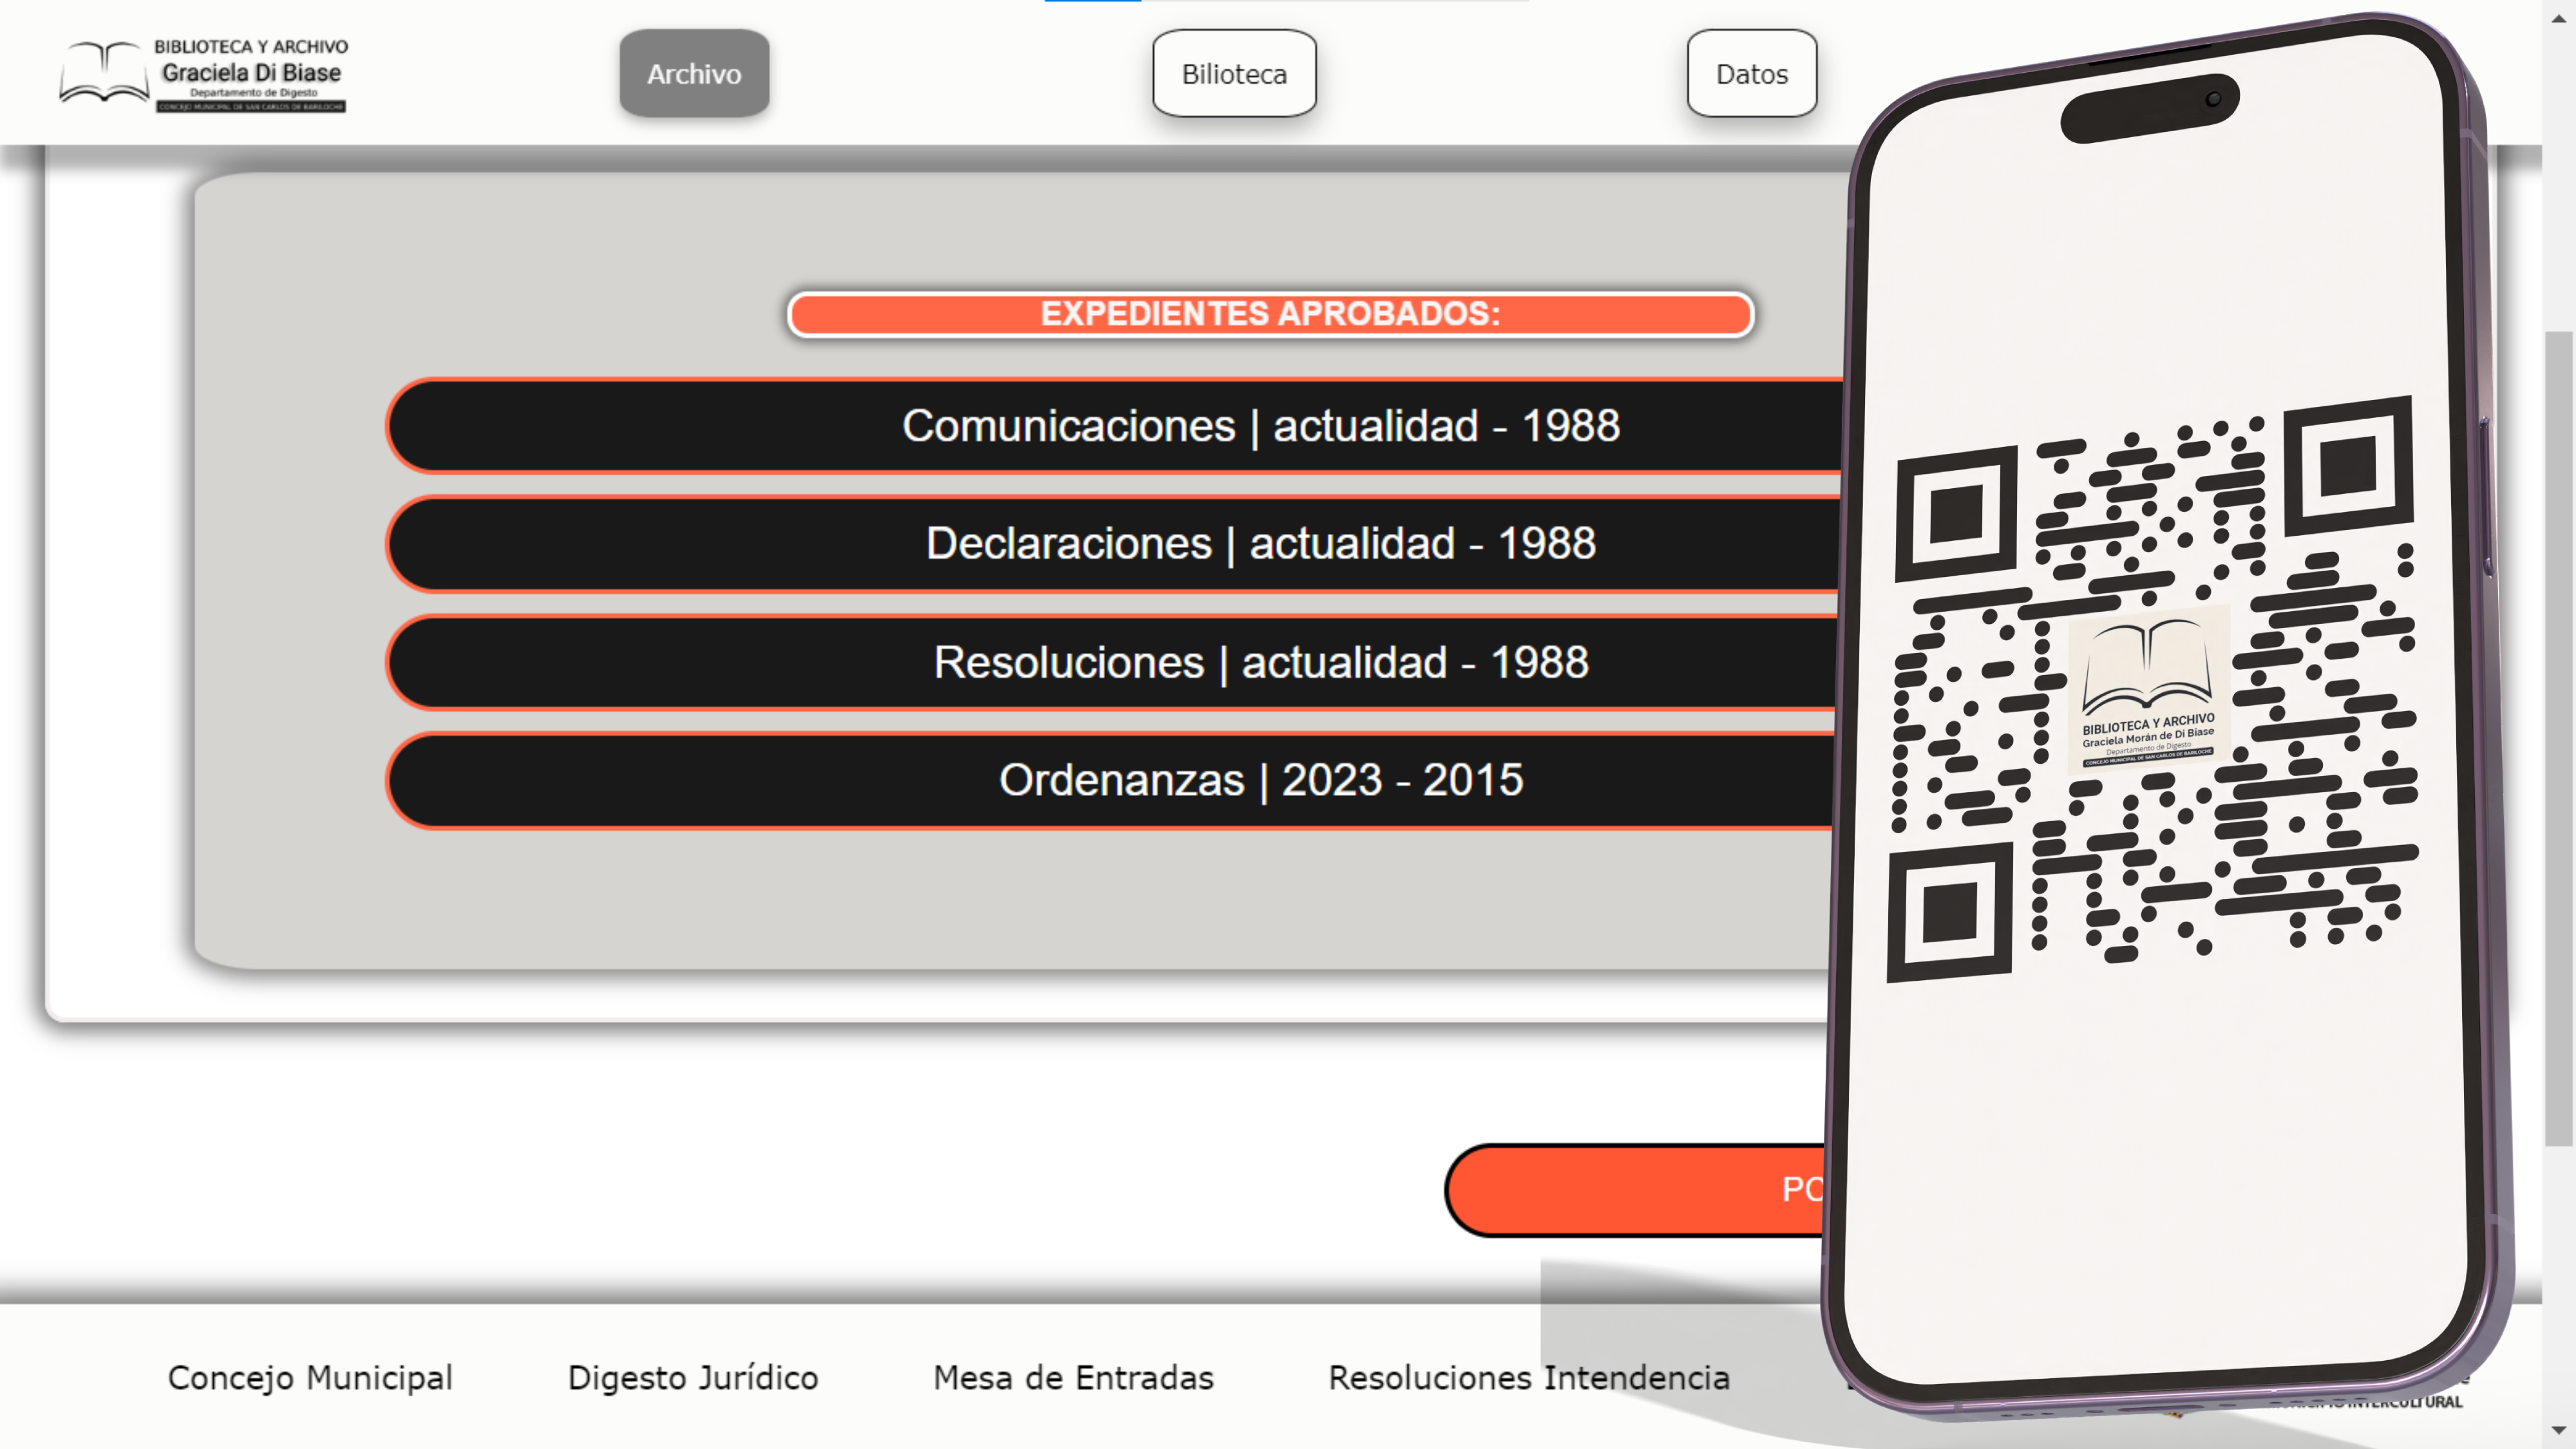 BIBLIOTECA Y ARCHIVO
Graciela Di Biase
Departamento de Digesto
CONCEJO MUNICIPAL DE SAN CARLOS DE BARILOCHE
Archivo
Bilioteca
Datos
EXPEDIENTES APROBADOS:
Comunicaciones | actualidad - 1988
Declaraciones | actualidad - 1988
Resoluciones | actualidad - 1988
Ordenanzas | 2023 - 2015
BIBLIOTECA Y ARCHIVO
Graciela Morán de Di Biase
Departamento de Digesto
CONCEJO MUNICIPAL DE SAN CARLOS DE BARILOCHE
PO
Concejo Municipal
Digesto Jurídico
Mesa de Entradas
Resoluciones Intendencia
INTERCULTURAL